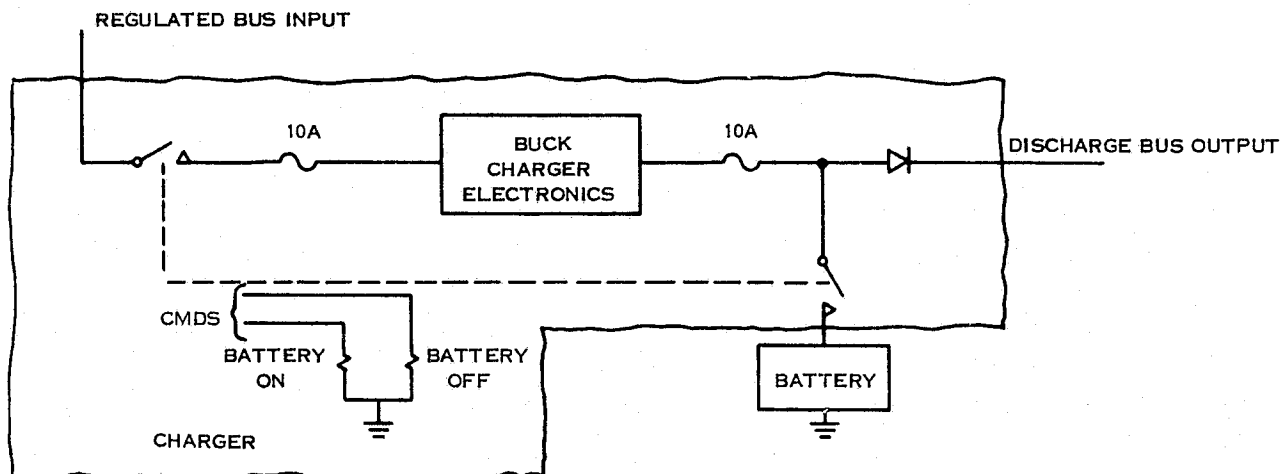 REGULATED BUS INPUT
10A
BUCK
CHARGER
ELECTRONICS
10A
DISCHARGE BUS OUTPUT
CMDS
BATTERY
ON
BATTERY
OFF
BATTERY
CHARGER